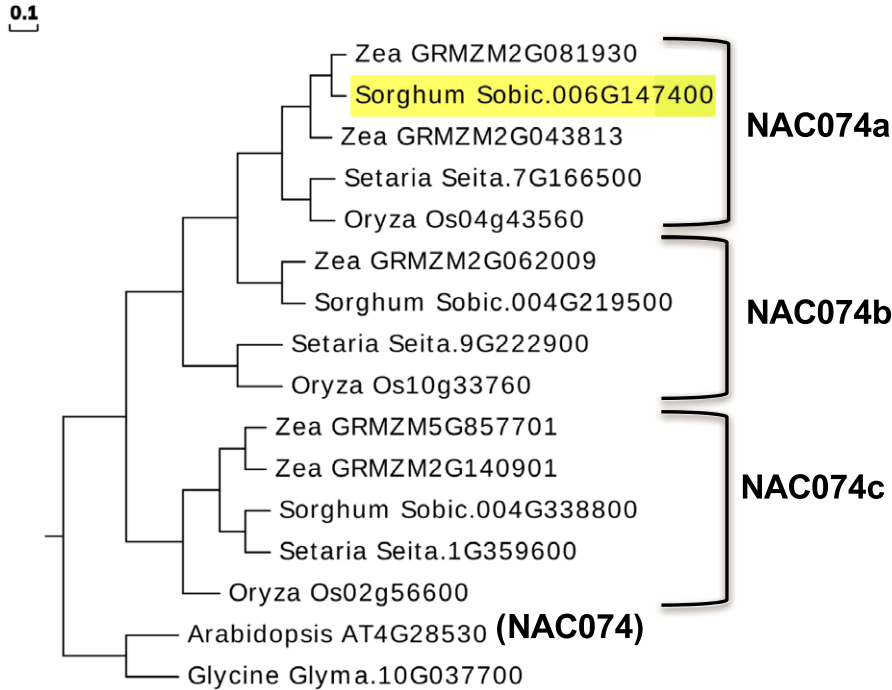 0.1
Zea GRMZM2G081930
Sorghum Sobic.006G147400
Zea GRMZM2G043813
NAC074a
Setaria Seita.7G166500
Oryza Os04g43560
Zea GRMZM2G062009
Sorghum Sobic.004G219500
NAC074b
Setaria Seita.9G222900
Oryza Os10g33760
Zea GRMZM5G857701
Zea GRMZM2G140901
NAC074c
Sorghum Sobic.004G338800
Setaria Seita.1G359600
Oryza Os02g56600
Arabidopsis AT4G28530 (NAC074)
Glycine Glyma.10G037700